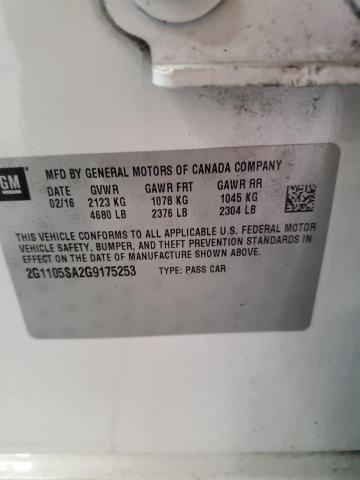 GM
MFD BY GENERAL MOTORS OF CANADA COMPANY
DATE GVWR GAWR FRT GAWR RR
02/16 2123 KG 1078 KG 1045 KG
4680 LB 2376 LB 2304 LB
THIS VEHICLE CONFORMS TO ALL APPLICABLE U.S. FEDERAL MOTOR
VEHICLE SAFETY, BUMPER, AND THEFT PREVENTION STANDARDS IN
EFFECT ON THE DATE OF MANUFACTURE SHOWN ABOVE.
2G1105SA2G9175253 TYPE: PASS CAR